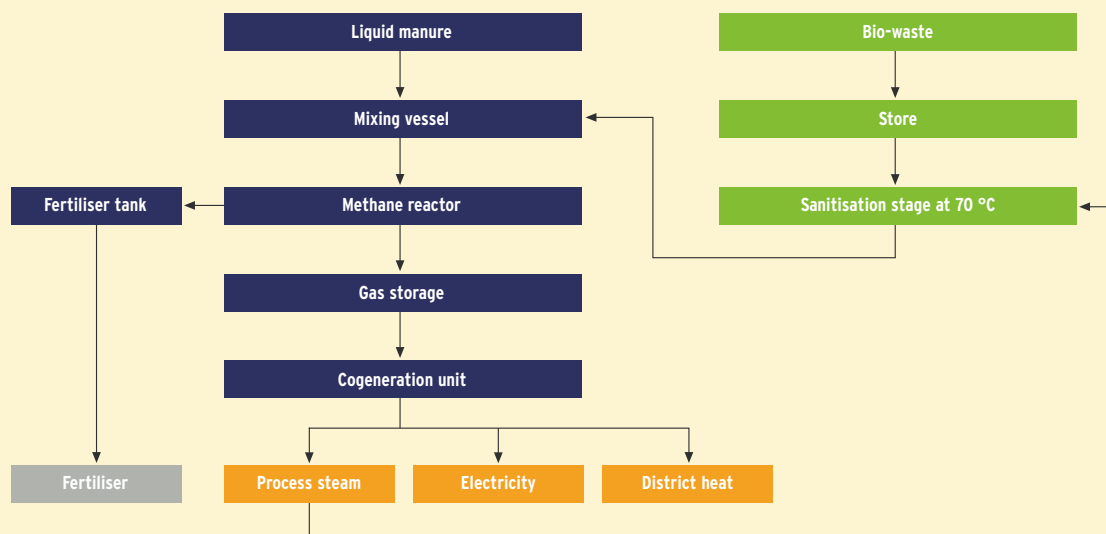 Liquid manure
Bio-waste
Mixing vessel
Store
Fertiliser tank
Methane reactor
Sanitisation stage at 70 °C
Gas storage
Cogeneration unit
Fertiliser
Process steam
Electricity
District heat